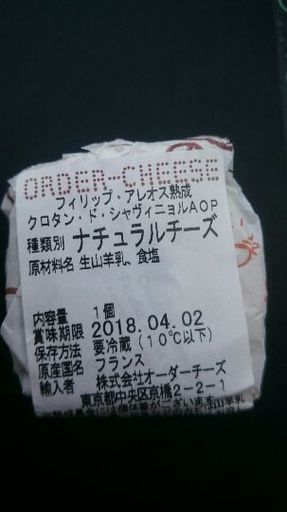 ORDER-CHEESE
フィリップ・アレオス熟成
クロタン・ド・シャヴィニョルAOP
種類別 ナチュラルチーズ
原材料名 生山羊乳、食塩
内容量 1個
賞味期限 2018.04.02
保存方法 要冷蔵(10℃以下)
原産国名 フランス
輸入者 株式会社オーダーチーズ
東京都中央区京橋2-2-1